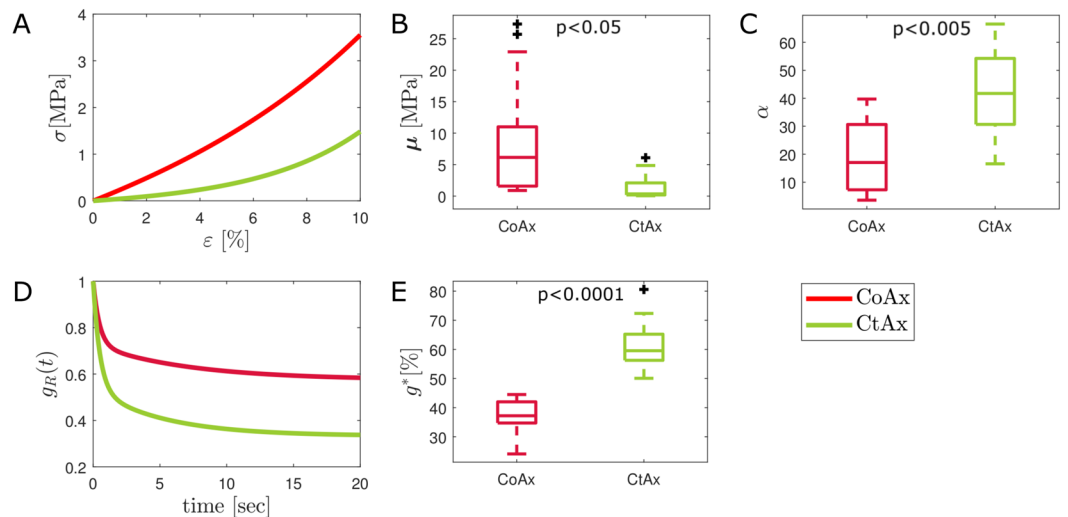 A
4
3
2
1
0
σ[MPa]
0 2 4 6 8 10
ε [%]
B
p<0.05
25
20
15
10
5
0
μ [MPa]
CoAx CtAx
C
p<0.005
60
50
40
30
20
10
α
CoAx CtAx
D
1
0.8
0.6
0.4
0.2
g_R(t)
0 5 10 15 20
time [sec]
E
p<0.0001
80
70
60
50
40
30
g*[%]
CoAx CtAx
CoAx
CtAx